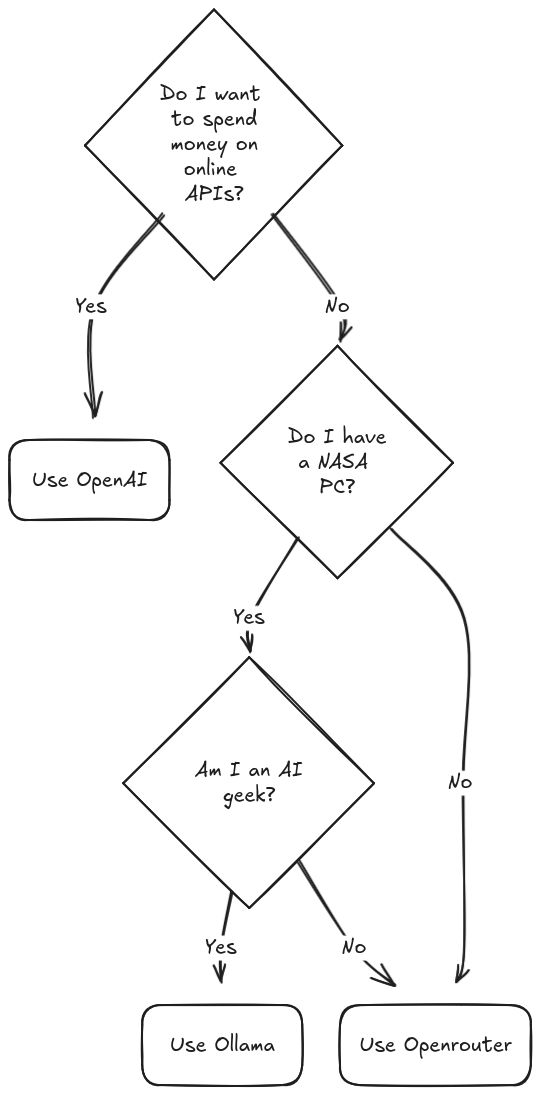 Do I want
to spend
money on
online
APIs?
Yes
No
Do I have
a NASA
PC?
Use OpenAI
Yes
Am I an AI
geek?
No
Yes
No
Use Ollama
Use Openrouter